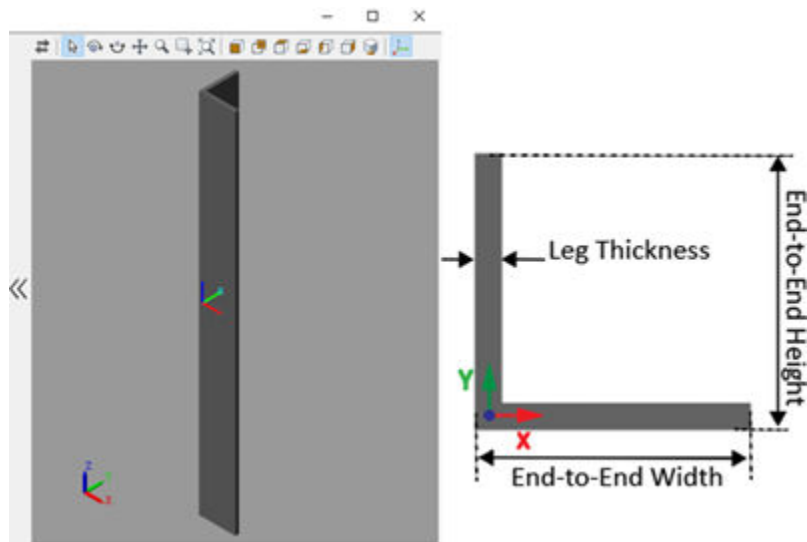 Leg Thickness
End-to-End Height
Y
X
End-to-End Width
Z
Y
X